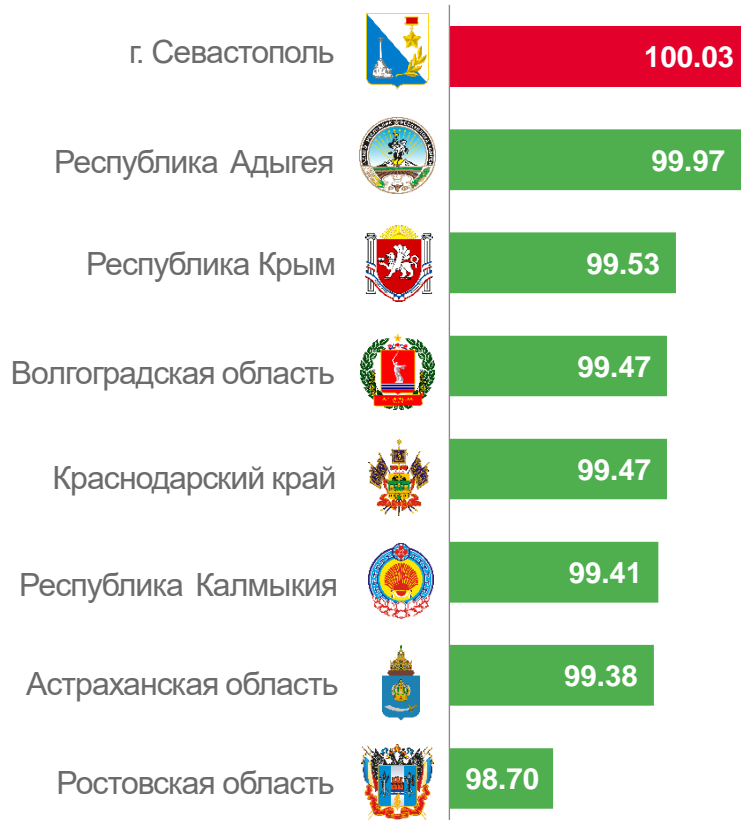 г. Севастополь 100.03
Республика Адыгея 99.97
Республика Крым 99.53
Волгоградская область 99.47
Краснодарский край 99.47
Республика Калмыкия 99.41
Астраханская область 99.38
Ростовская область 98.70